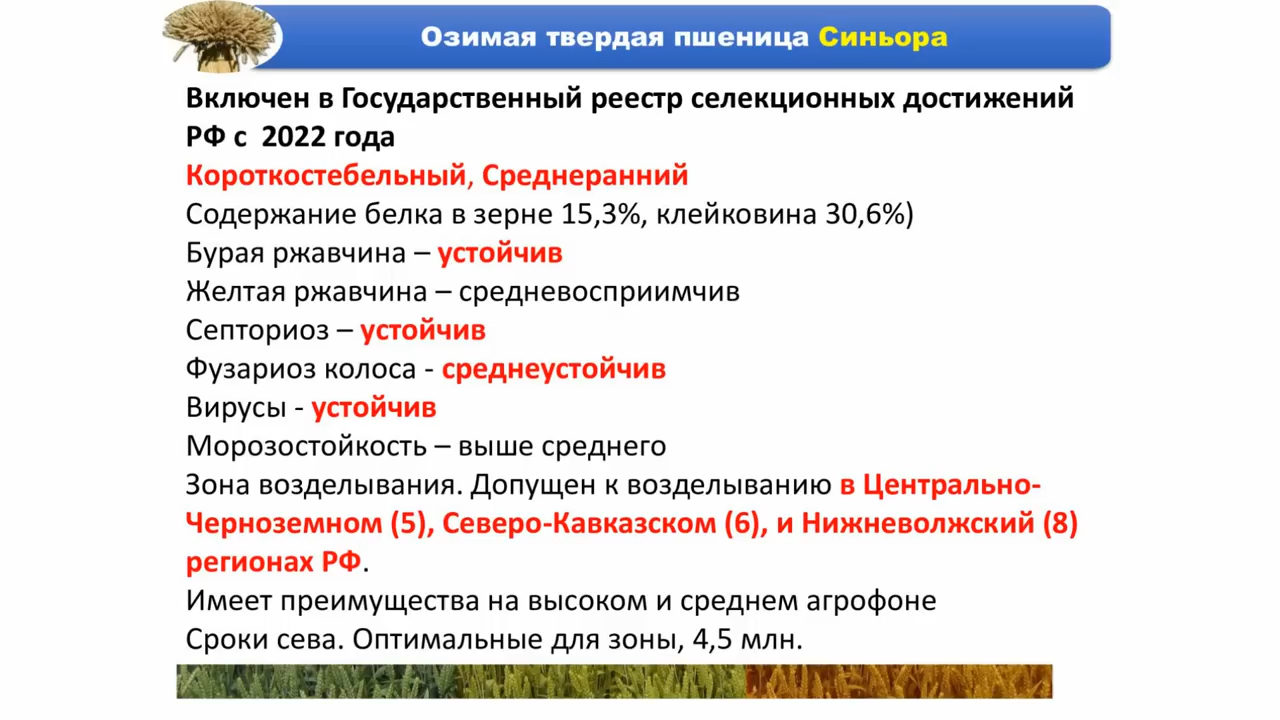 Озимая твердая пшеница Синьора
Включен в Государственный реестр селекционных достижений
РФ с 2022 года
Короткостебельный, Среднеранний
Содержание белка в зерне 15,3%, клейковина 30,6%)
Бурая ржавчина – устойчив
Желтая ржавчина – средневосприимчив
Септориоз – устойчив
Фузариоз колоса - среднеустойчив
Вирусы - устойчив
Морозостойкость – выше среднего
Зона возделывания. Допущен к возделыванию в Центрально-
Черноземном (5), Северо-Кавказском (6), и Нижневолжский (8)
регионах РФ.
Имеет преимущества на высоком и среднем агрофоне
Сроки сева. Оптимальные для зоны, 4,5 млн.